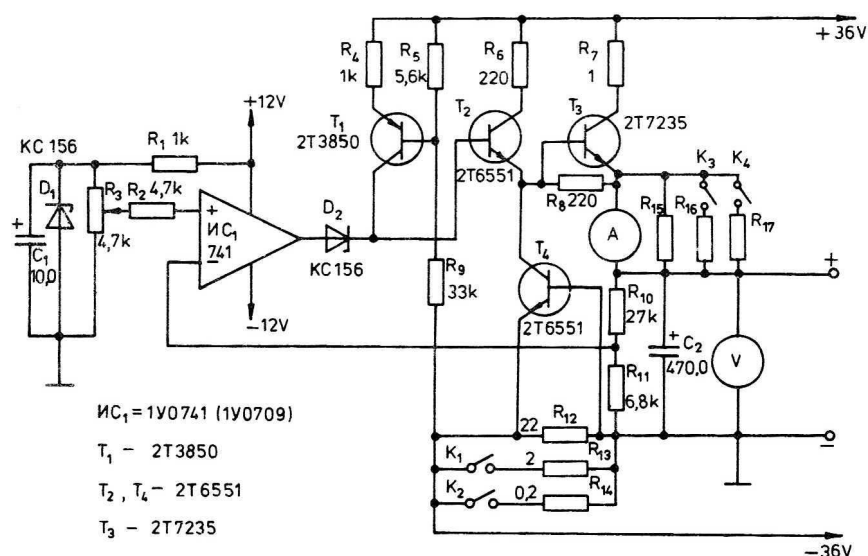 +36V
R4
1k
R5
5,6k
R6
220
R7
1
T1
2T3850
T2
2T6551
T3
2T7235
+12V
KC 156
R1 1k
D1
R3
4,7k
R2 4,7k
+
C1
10,0
+
-
ИС1
741
-12V
D2
KC156
R8 220
K3
K4
R15
R16
R17
A
+
R9
33k
T4
2T6551
R10
27k
R11
6,8k
+
C2
470,0
V
22
R12
K1
2
R13
K2
0,2
R14
-
-36V
ИС1 = 1У0741 (1У0709)
T1 - 2T3850
T2 , T4 - 2T6551
T3 - 2T7235